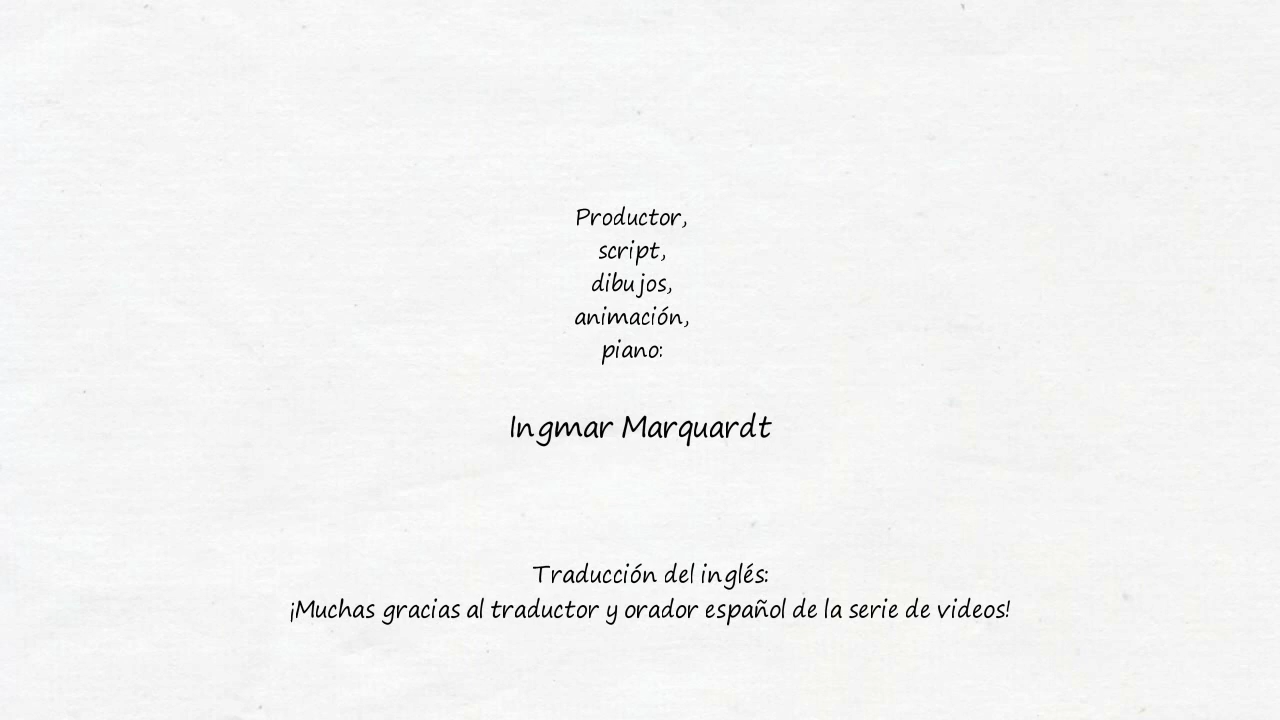 Productor,
script,
dibujos,
animación,
piano:
Ingmar Marquardt
Traducción del inglés:
¡Muchas gracias al traductor y orador español de la serie de videos!